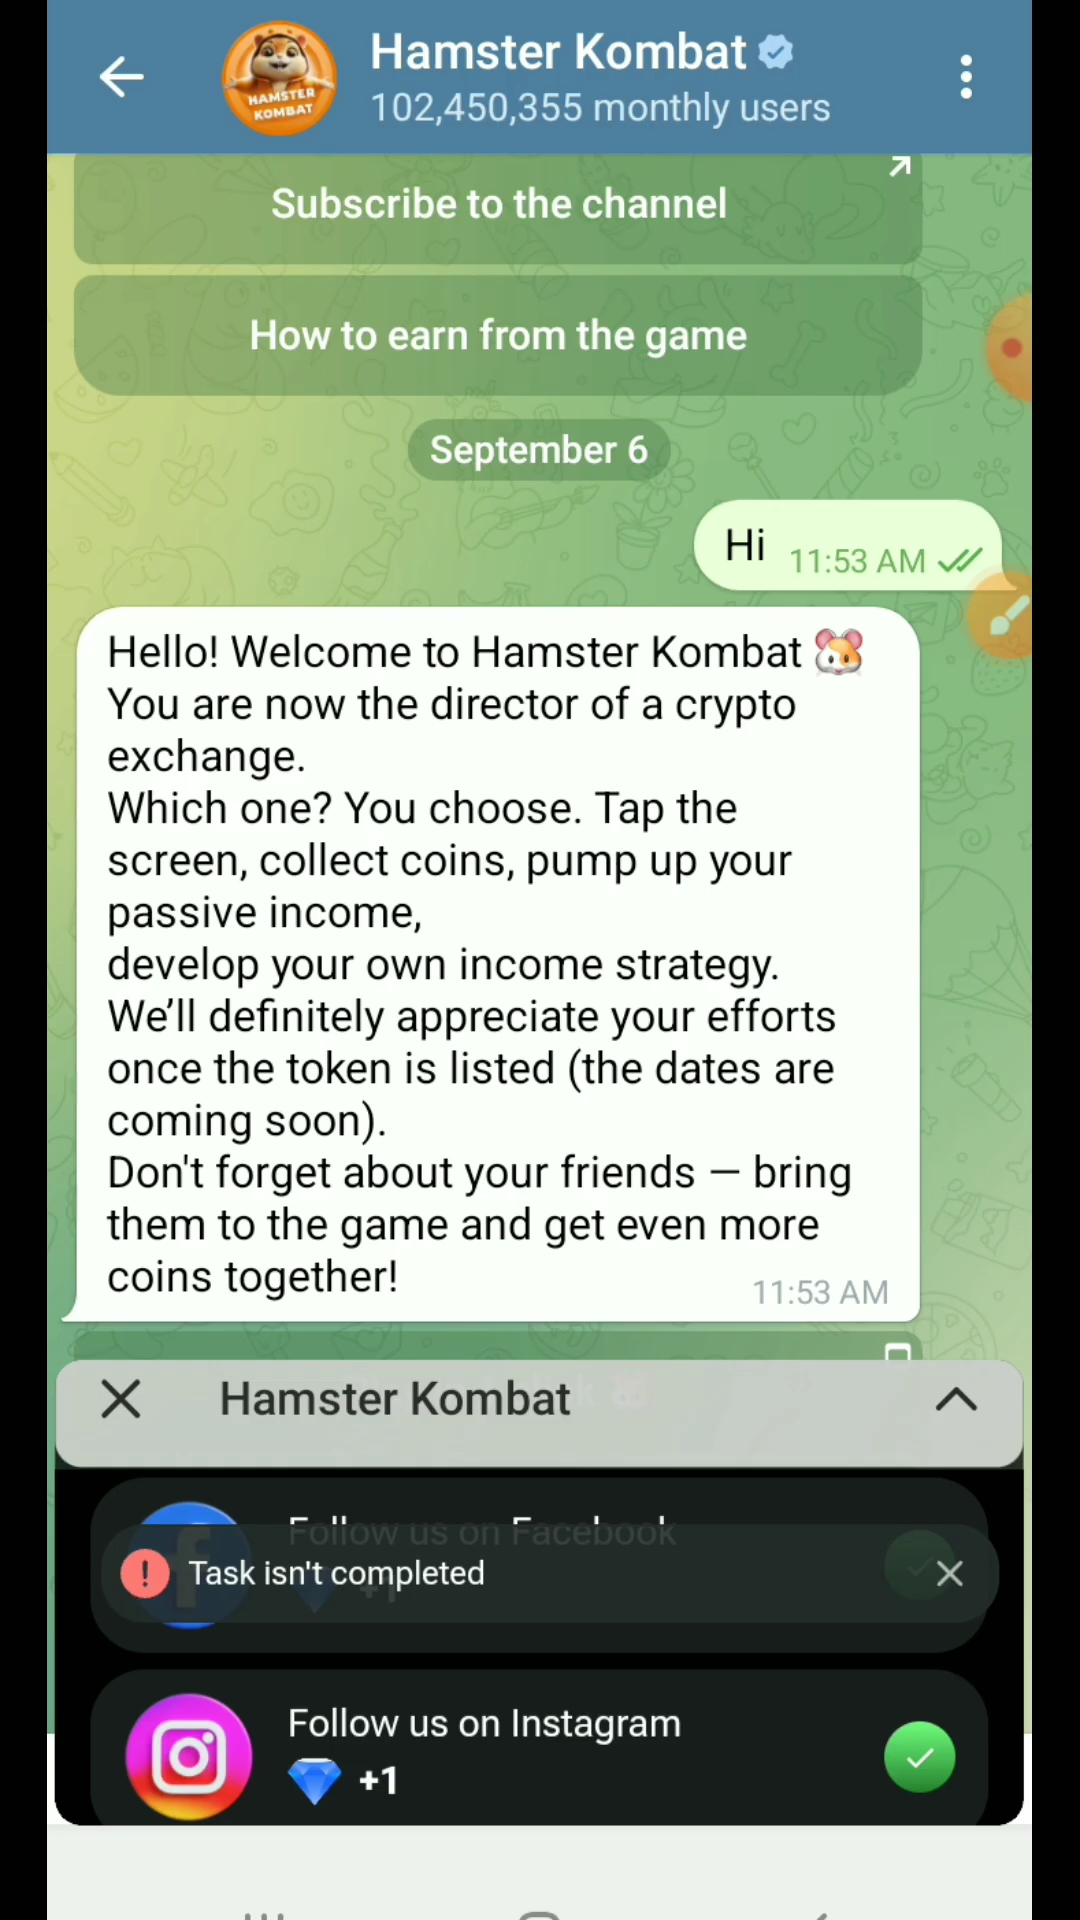 Hamster Kombat
102,450,355 monthly users
HAMSTER
KOMBAT
Subscribe to the channel
How to earn from the game
September 6
Hi 11:53 AM
Hello! Welcome to Hamster Kombat 🐹
You are now the director of a crypto
exchange.
Which one? You choose. Tap the
screen, collect coins, pump up your
passive income,
develop your own income strategy.
We’ll definitely appreciate your efforts
once the token is listed (the dates are
coming soon).
Don't forget about your friends — bring
them to the game and get even more
coins together!
11:53 AM
Hamster Kombat
Follow us on Facebook
Task isn't completed
+1
Follow us on Instagram
+1